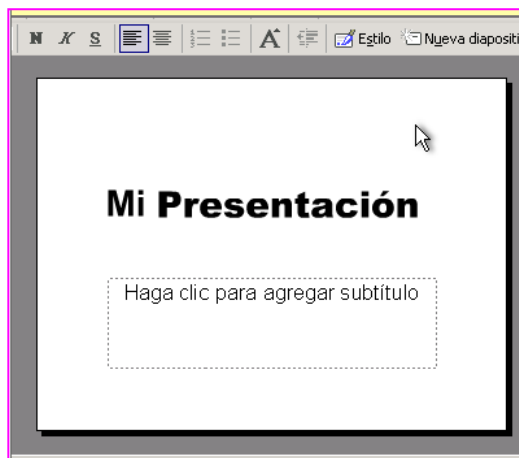 N K S Estilo Nueva diapositi
Mi Presentación
Haga clic para agregar subtítulo